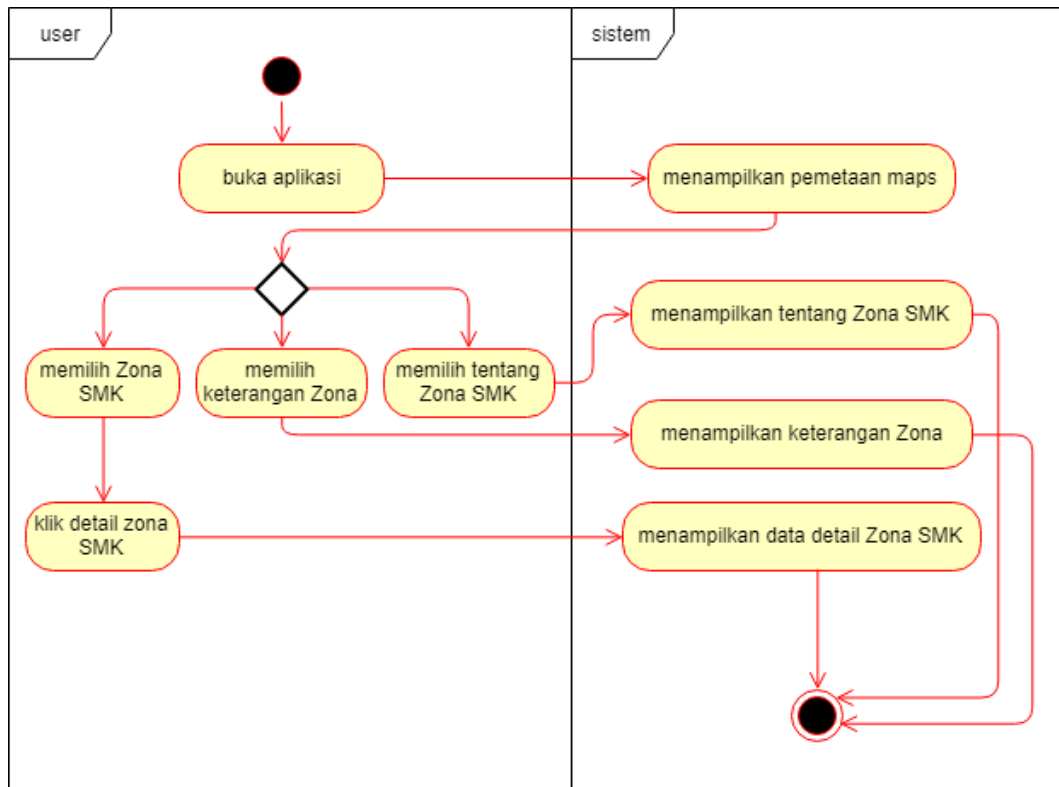 user
sistem
buka aplikasi
menampilkan pemetaan maps
menampilkan tentang Zona SMK
memilih Zona
SMK
memilih
keterangan Zona
memilih tentang
Zona SMK
menampilkan keterangan Zona
klik detail zona
SMK
menampilkan data detail Zona SMK